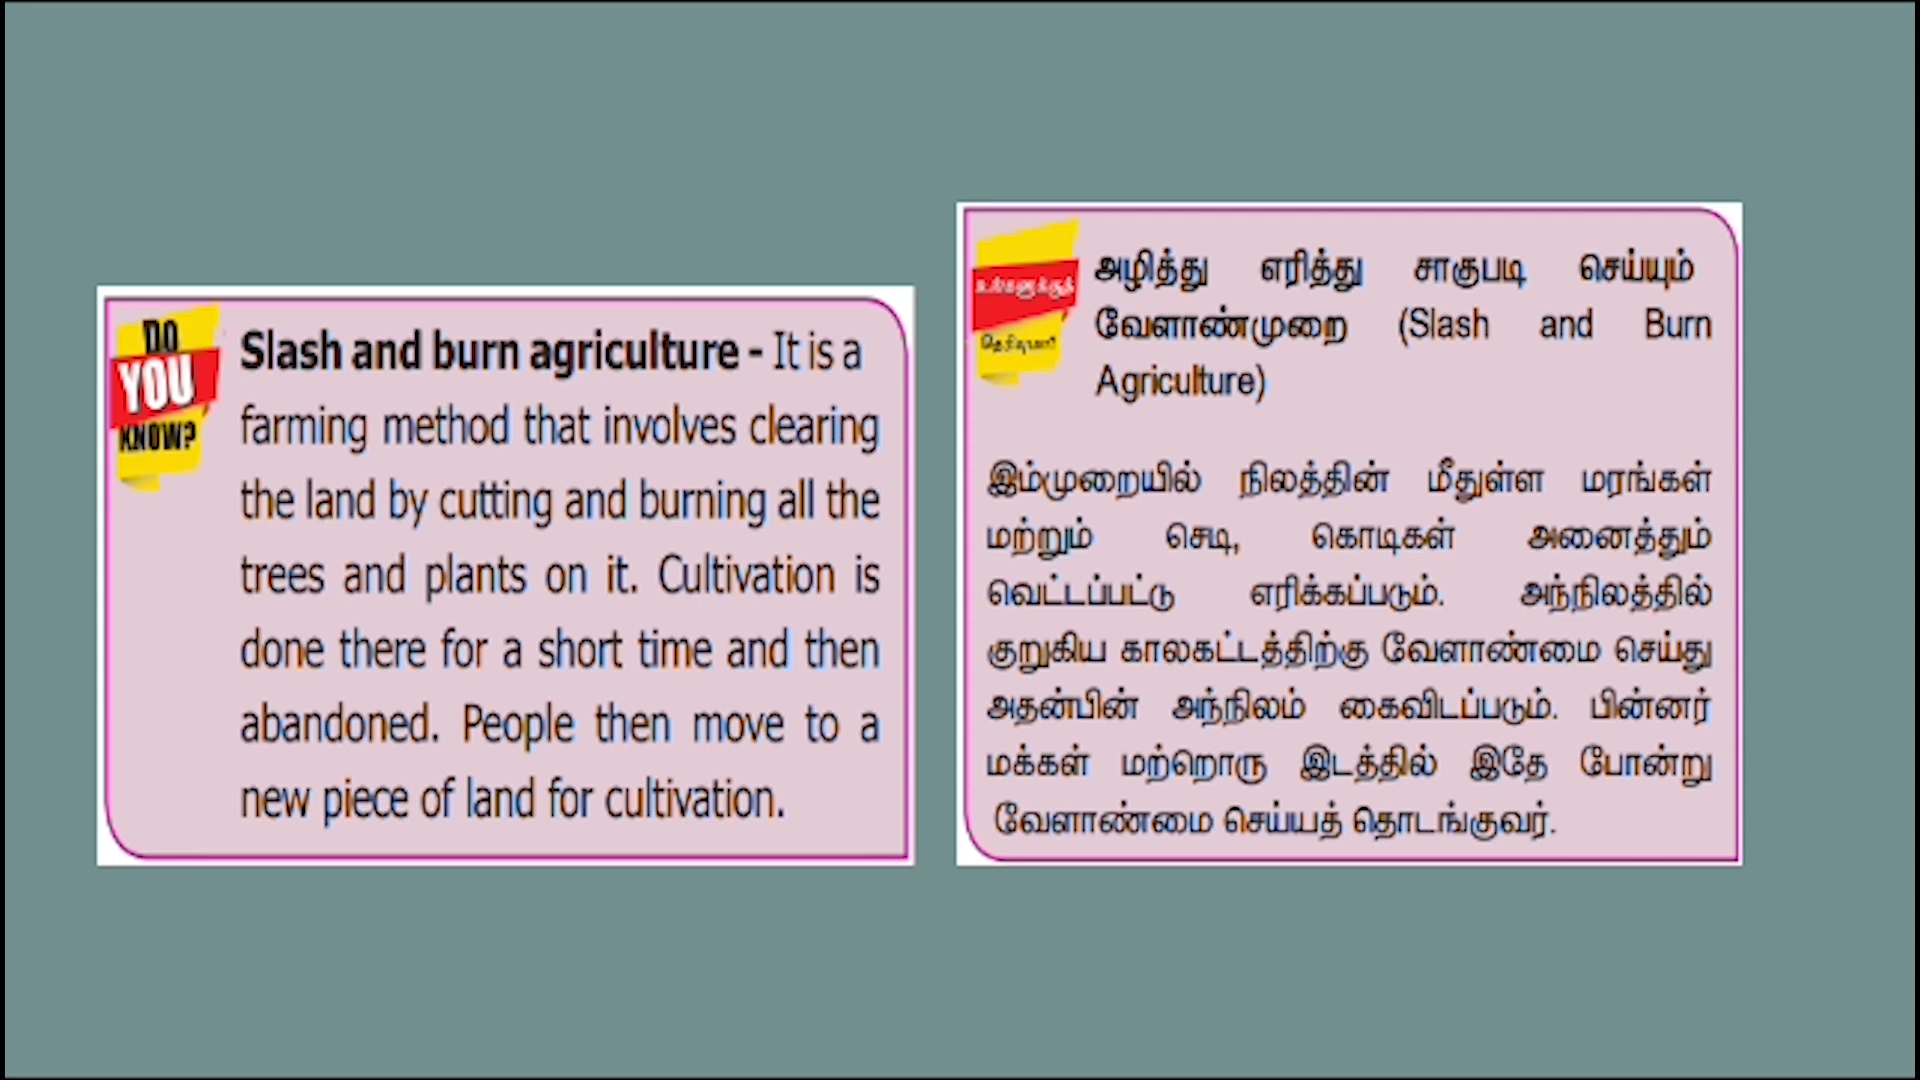 DO
YOU
KNOW?
Slash and burn agriculture - It is a
farming method that involves clearing
the land by cutting and burning all the
trees and plants on it. Cultivation is
done there for a short time and then
abandoned. People then move to a
new piece of land for cultivation.
உங்களுக்குத்
தெரியுமா?
அழித்து எரித்து சாகுபடி செய்யும்
வேளாண்முறை (Slash and Burn
Agriculture)
இம்முறையில் நிலத்தின் மீதுள்ள மரங்கள்
மற்றும் செடி, கொடிகள் அனைத்தும்
வெட்டப்பட்டு எரிக்கப்படும். அந்நிலத்தில்
குறுகிய காலகட்டத்திற்கு வேளாண்மை செய்து
அதன்பின் அந்நிலம் கைவிடப்படும். பின்னர்
மக்கள் மற்றொரு இடத்தில் இதே போன்று
வேளாண்மை செய்யத் தொடங்குவர்.